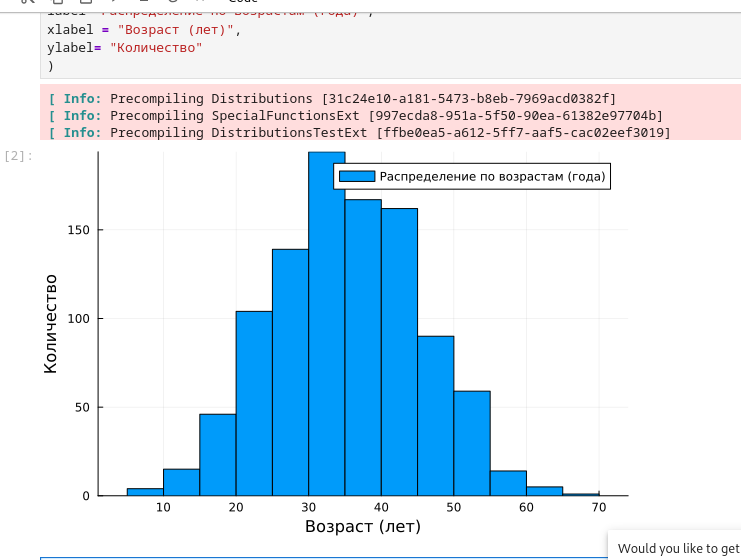 xlabel = "Возраст (лет)",
ylabel= "Количество"
)
[ Info: Precompiling Distributions [31c24e10-a181-5473-b8eb-7969acd0382f]
[ Info: Precompiling SpecialFunctionsExt [997ecda8-951a-5f50-90ea-61382e97704b]
[ Info: Precompiling DistributionsTestExt [ffbe0ea5-a612-5ff7-aaf5-cac02eef3019]
[2]:
Распределение по возрастам (года)
150
100
50
0
Количество
10 20 30 40 50 60 70
Возраст (лет)
Would you like to get